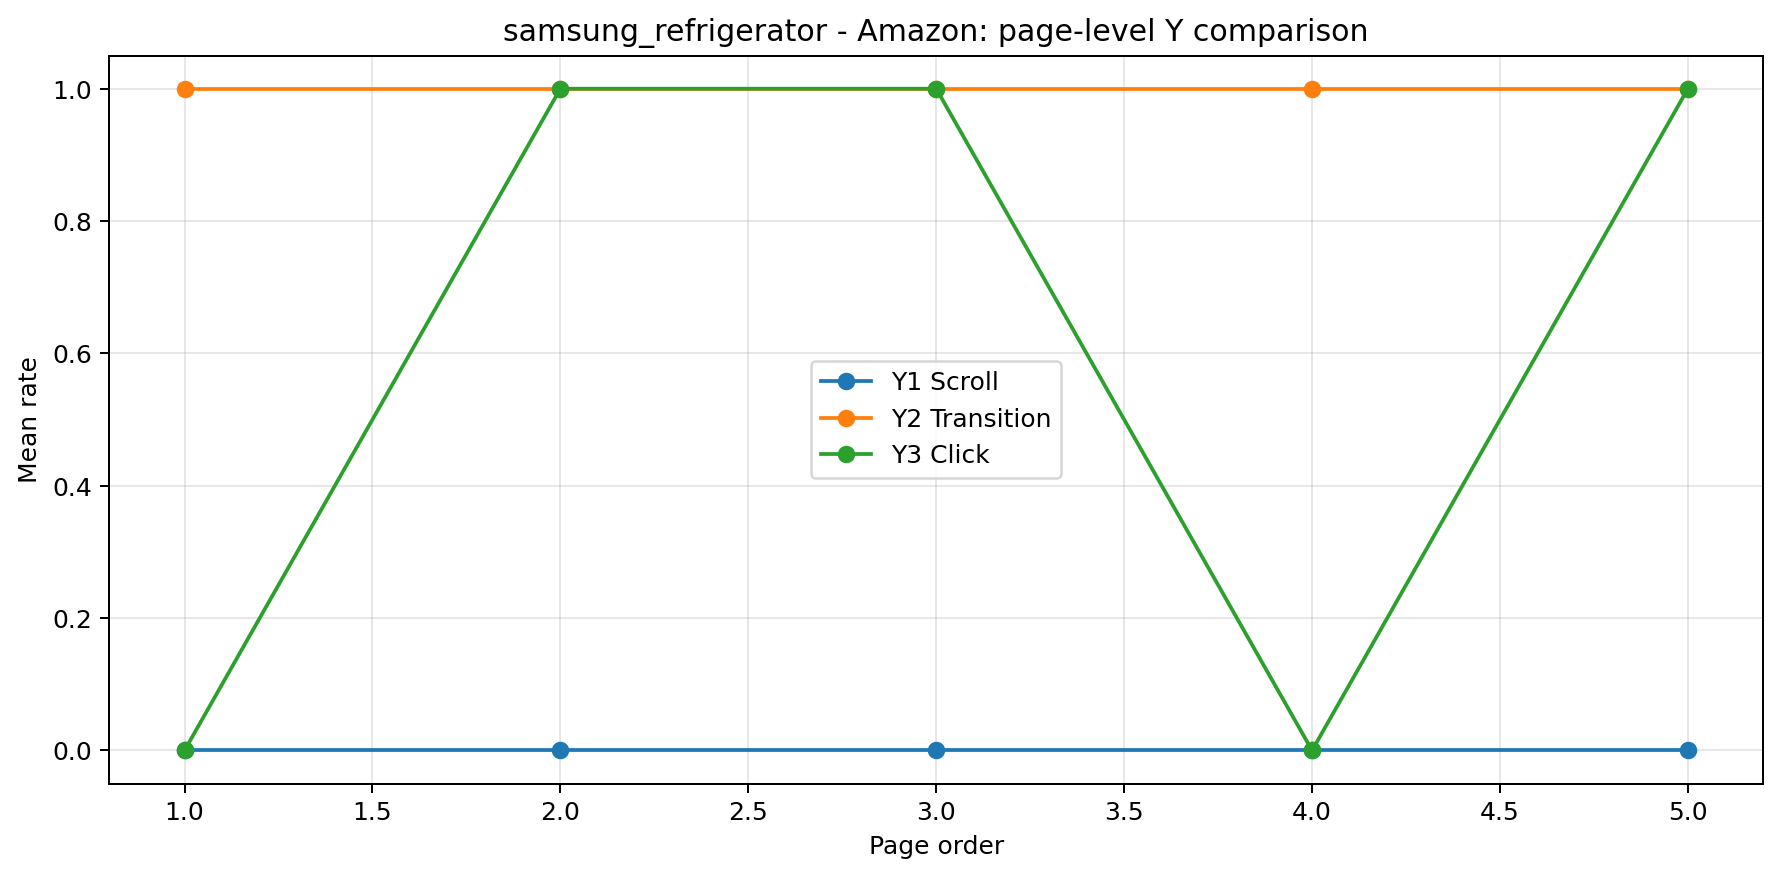 samsung_refrigerator - Amazon: page-level Y comparison
Mean rate
1.0
0.8
0.6
0.4
0.2
0.0
Y1 Scroll
Y2 Transition
Y3 Click
1.0 1.5 2.0 2.5 3.0 3.5 4.0 4.5 5.0
Page order